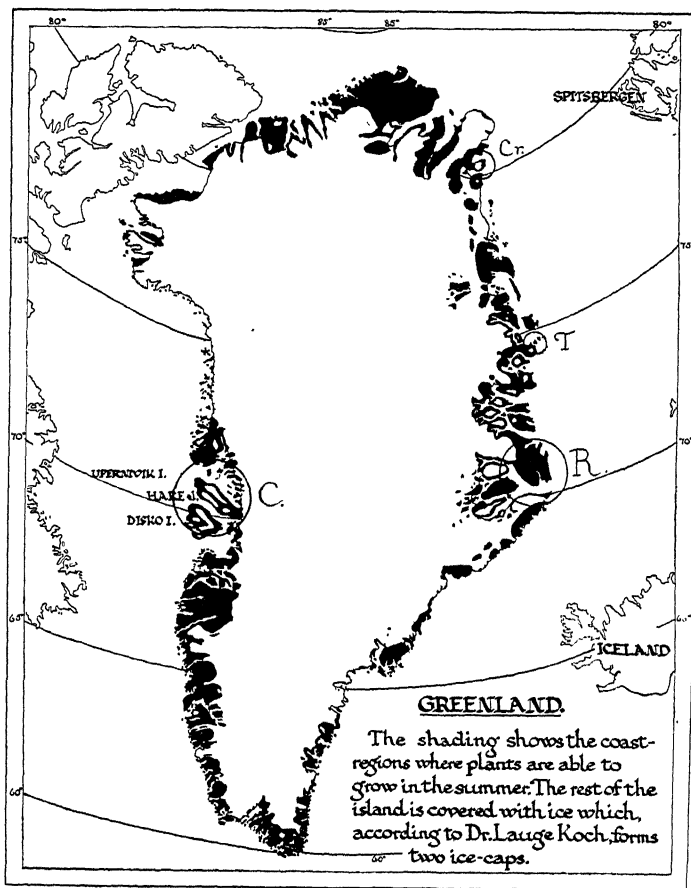 80° 85° 85° 80°
SPITSBERGEN
Cr.
75° 75°
T
70° 70°
UPERNIVIK I.
R.
HARE I.
C.
DISKO I.
65° 65°
ICELAND
GREENLAND.
The shading shows the coast-
regions where plants are able to
grow in the summer. The rest of the
island is covered with ice which,
according to Dr. Lauge Koch, forms
two ice-caps.
60° 60°